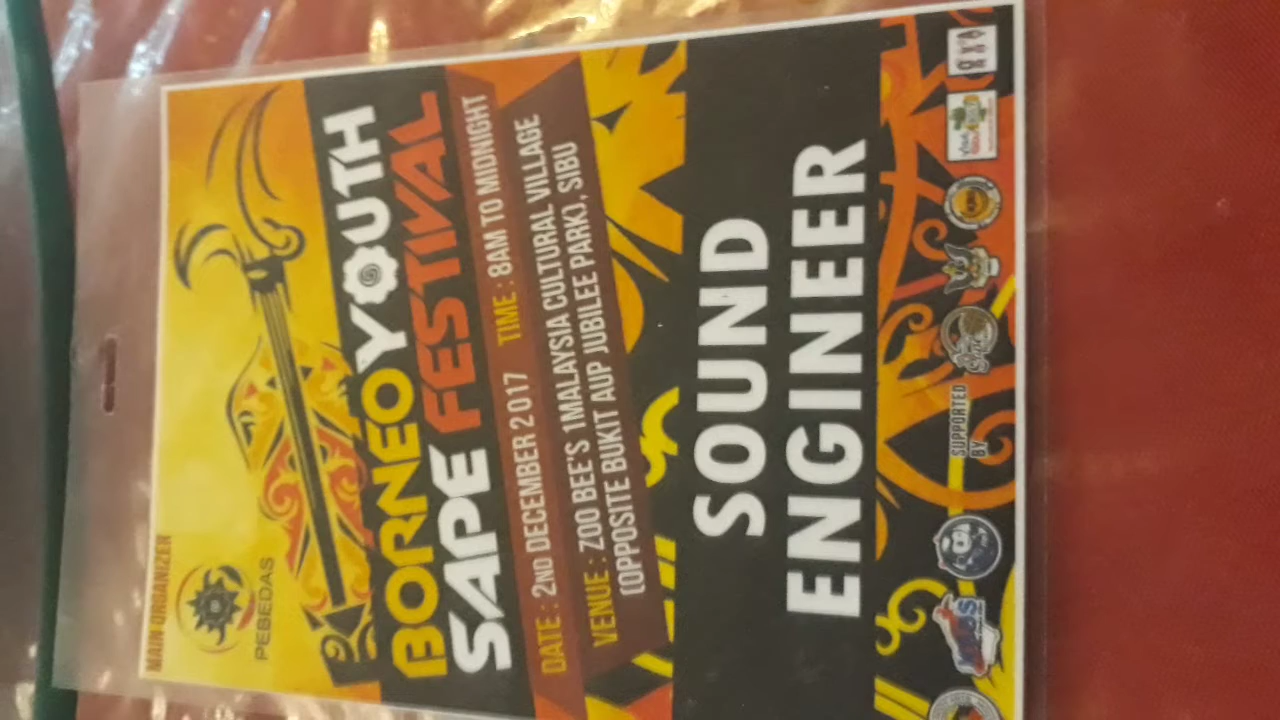 MAIN ORGANIZER
PEBEDAS
BORNEO YOUTH
SAPE FESTIVAL
DATE : 2ND DECEMBER 2017 TIME : 8AM TO MIDNIGHT
VENUE : ZOO BEE'S 1MALAYSIA CULTURAL VILLAGE
(OPPOSITE BUKIT AUP JUBILEE PARK), SIBU
SOUND
ENGINEER
SUPPORTED
BY